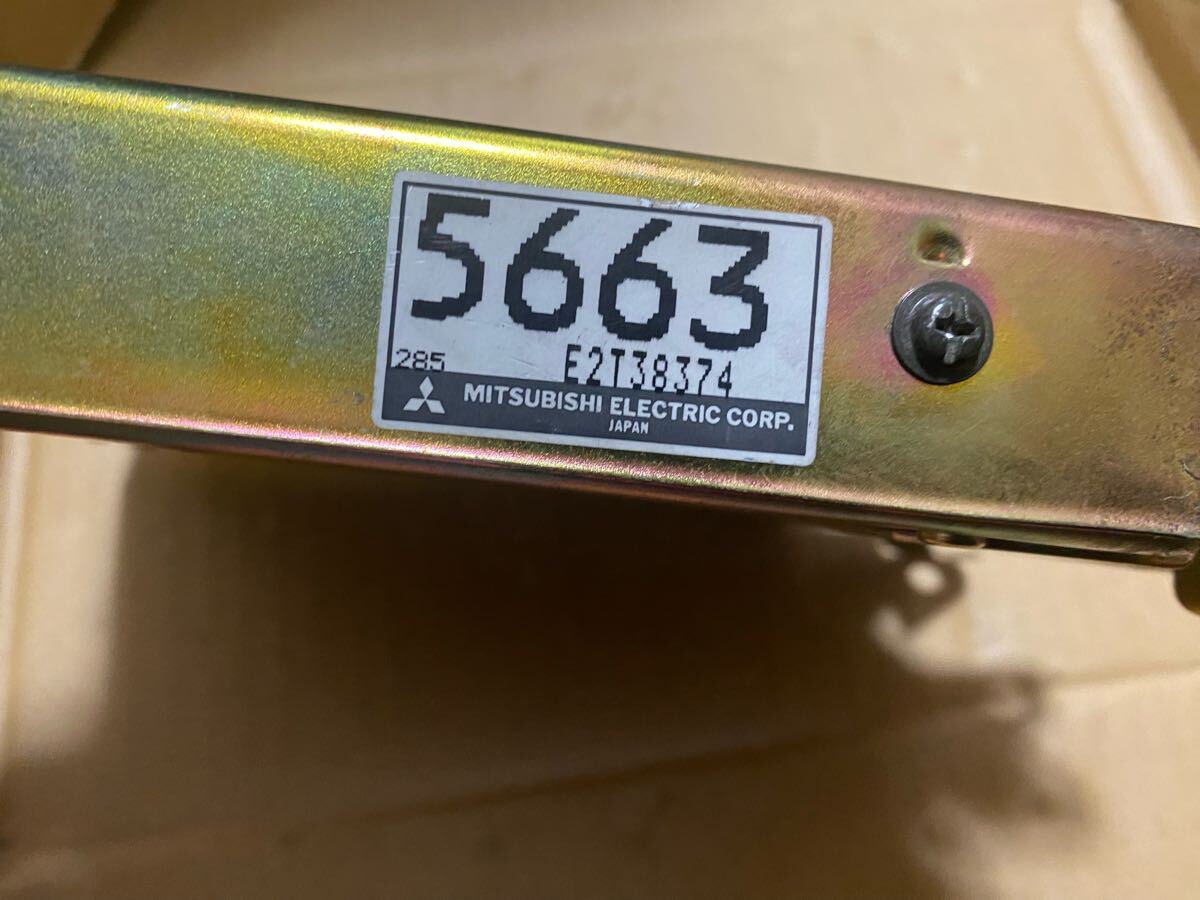 5663
285 E2T38374
MITSUBISHI ELECTRIC CORP.
JAPAN